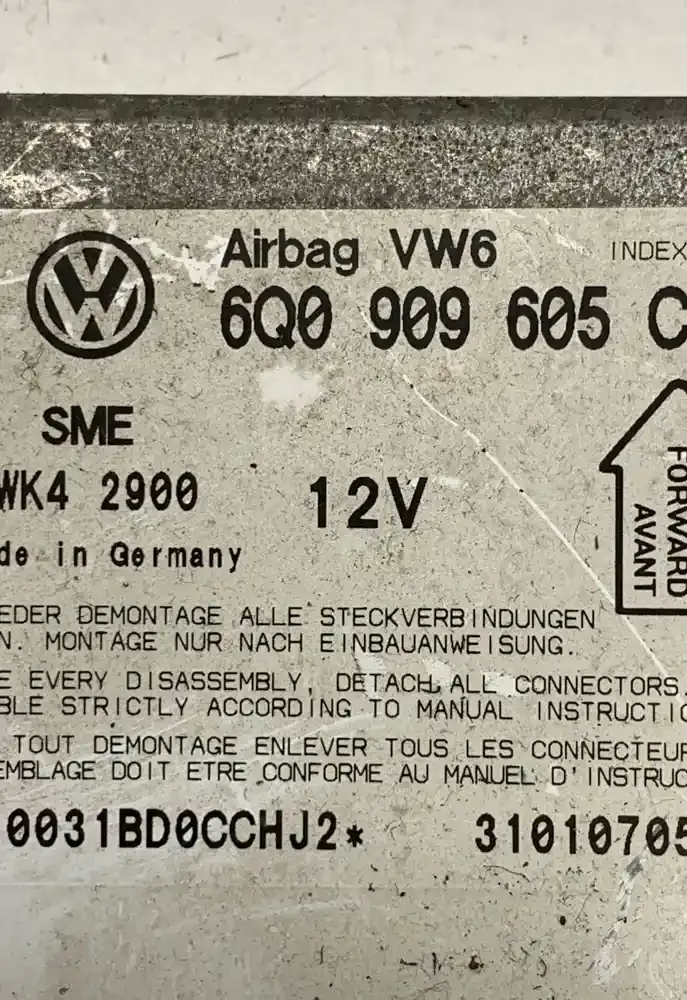 Airbag VW6 INDEX
6Q0 909 605 C
SME
WK4 2900 12V
FORWARD
AVANT
de in Germany
EDER DEMONTAGE ALLE STECKVERBINDUNGEN
N. MONTAGE NUR NACH EINBAUANWEISUNG.
E EVERY DISASSEMBLY, DETACH ALL CONNECTORS.
BLE STRICTLY ACCORDING TO MANUAL INSTRUCTIO
TOUT DEMONTAGE ENLEVER TOUS LES CONNECTEUR
EMBLAGE DOIT ETRE CONFORME AU MANUEL D'INSTRUC
0031BD0CCHJ2* 31010705